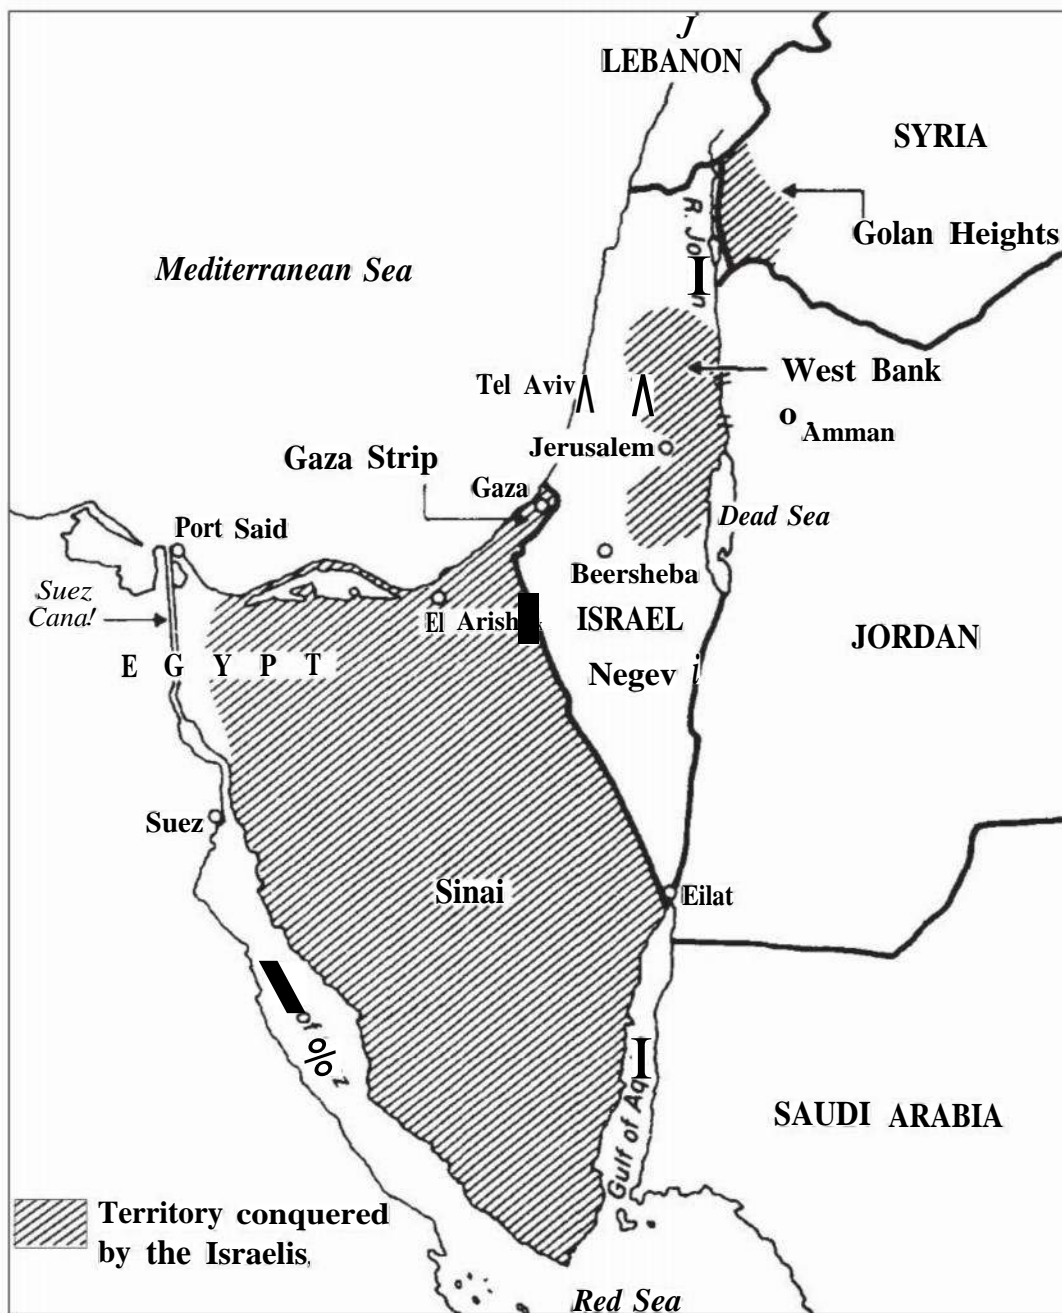 J
LEBANON
SYRIA
Golan Heights
R. Jo
I
n
Mediterranean Sea
West Bank
Tel Aviv
Amman
Jerusalem
Gaza Strip
Gaza
Dead Sea
Port Said
Beersheba
Suez
Cana!
El Arish
ISRAEL
JORDAN
E G Y P T
Negev i
Suez
Sinai
Eilat
of
I
Gulf of Aq
SAUDI ARABIA
Territory conquered
by the Israelis,
Red Sea